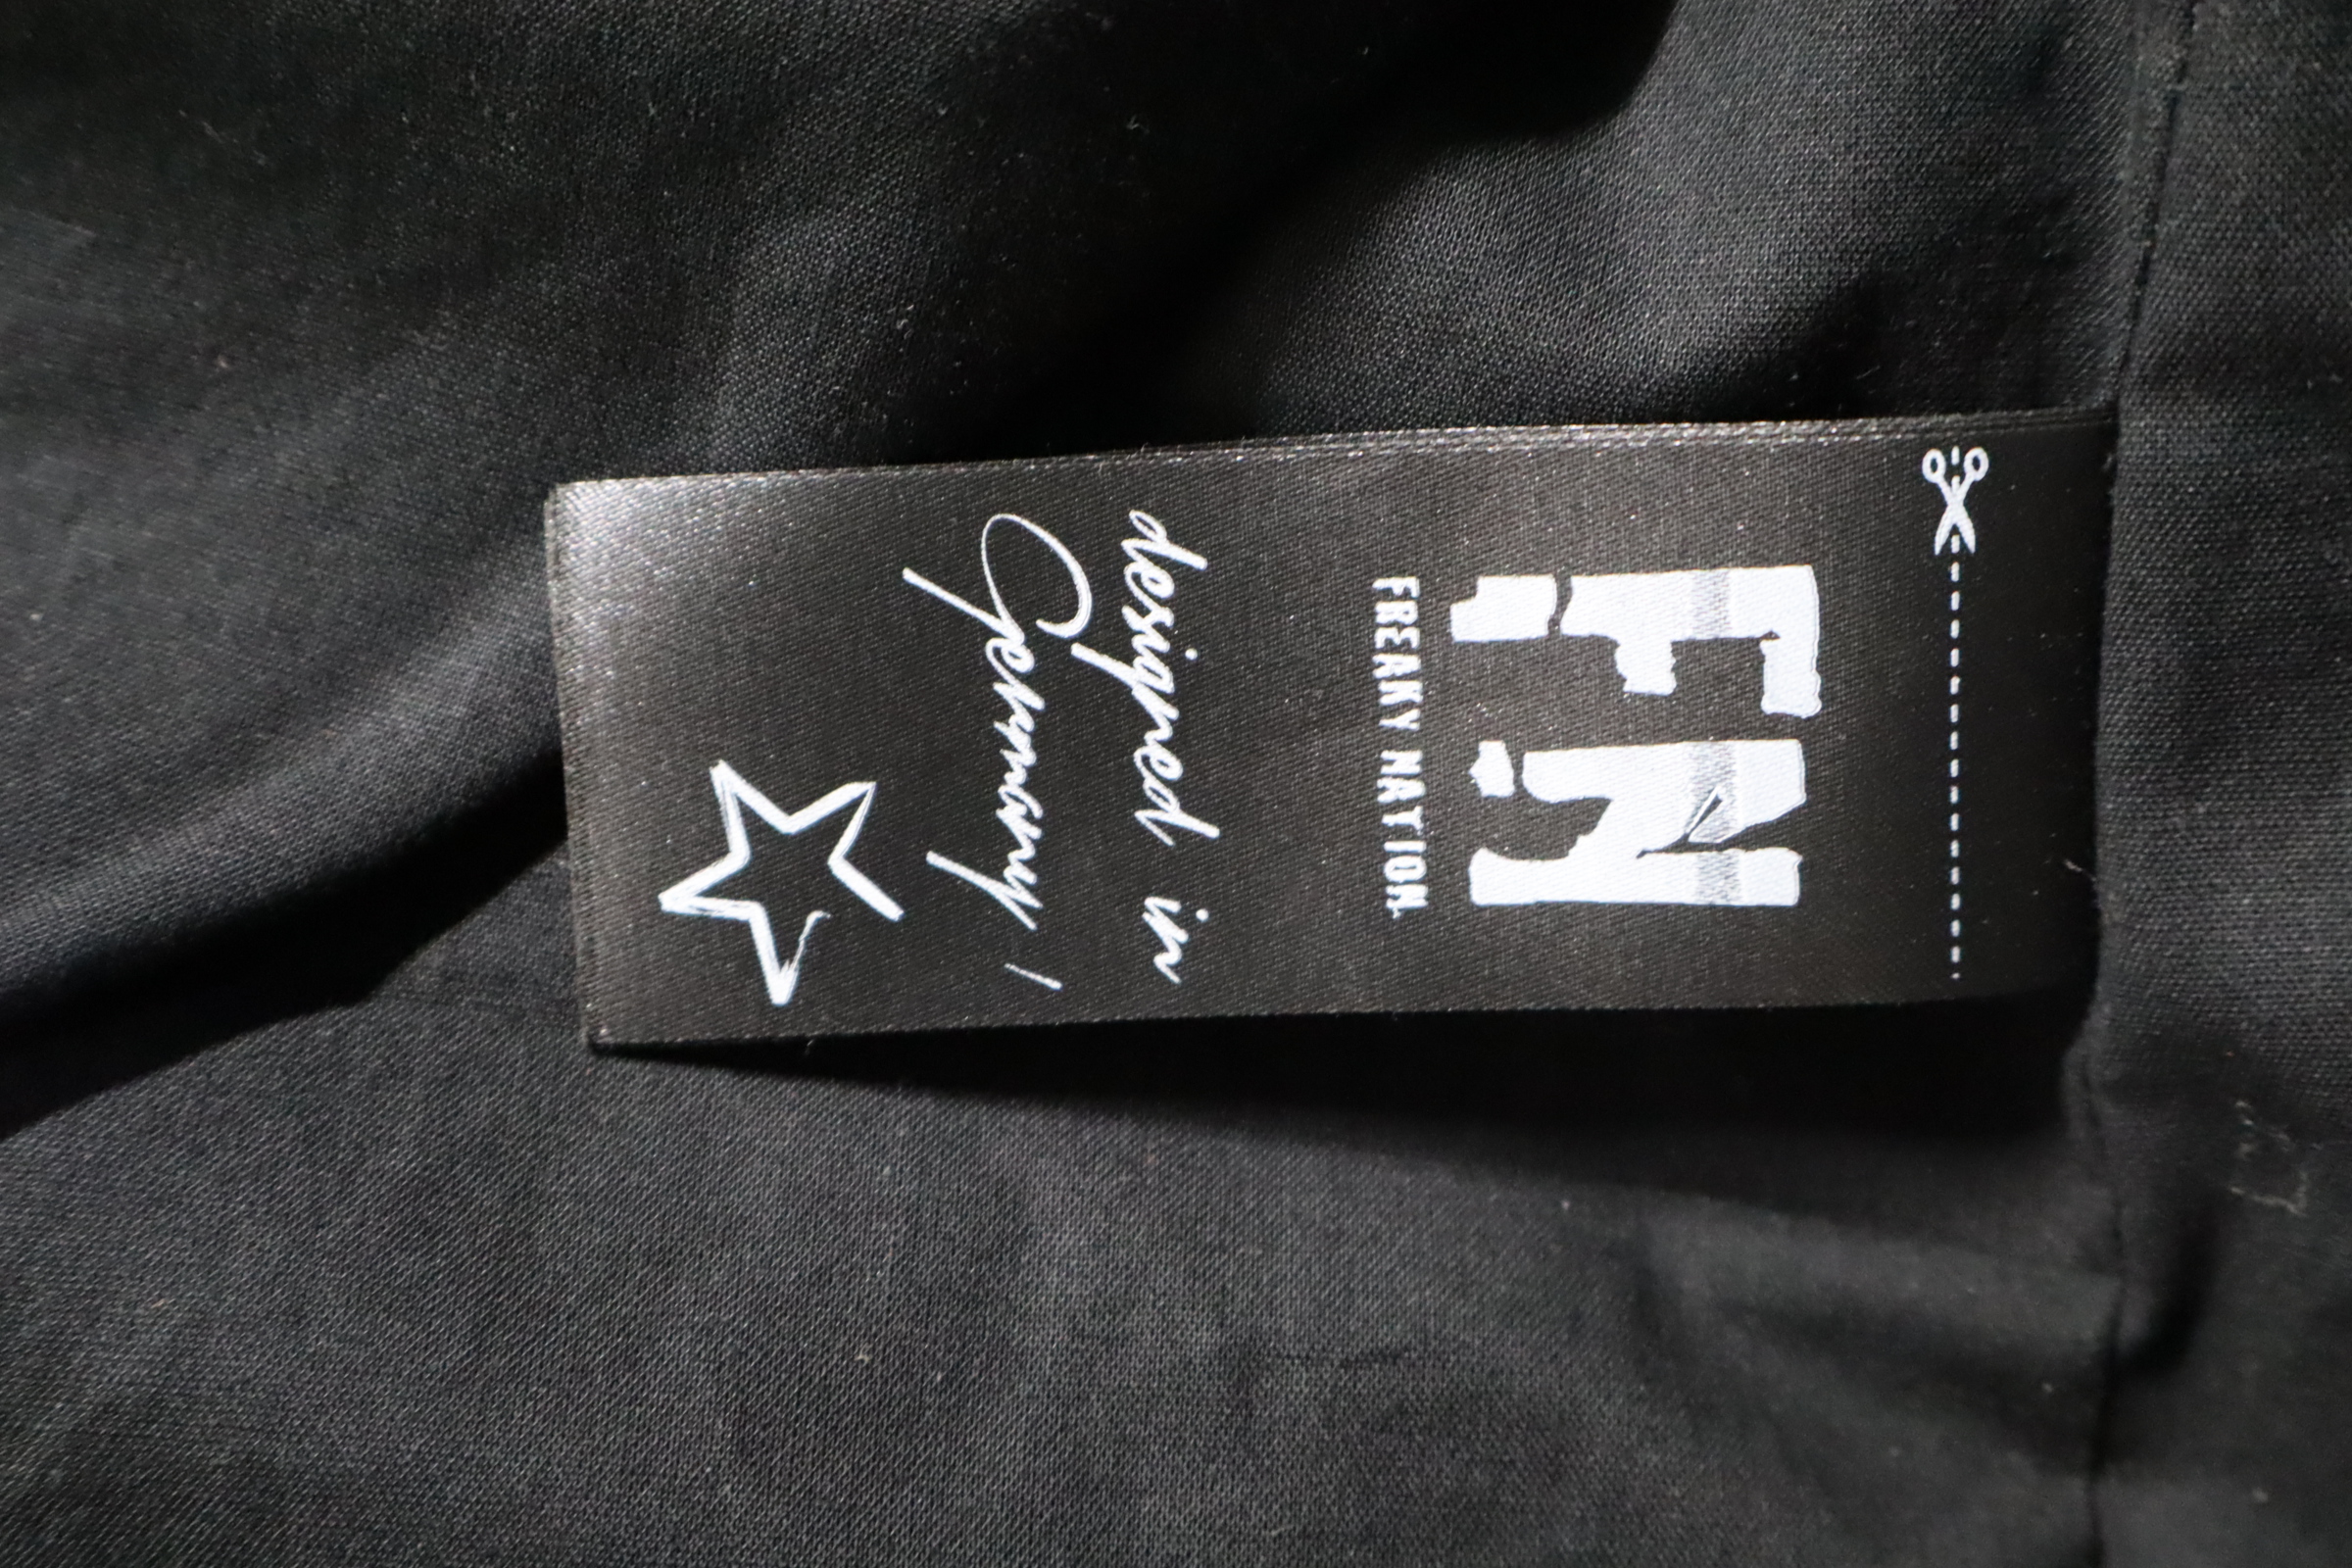 FN
FREAKY NATION
designed in
Germany!